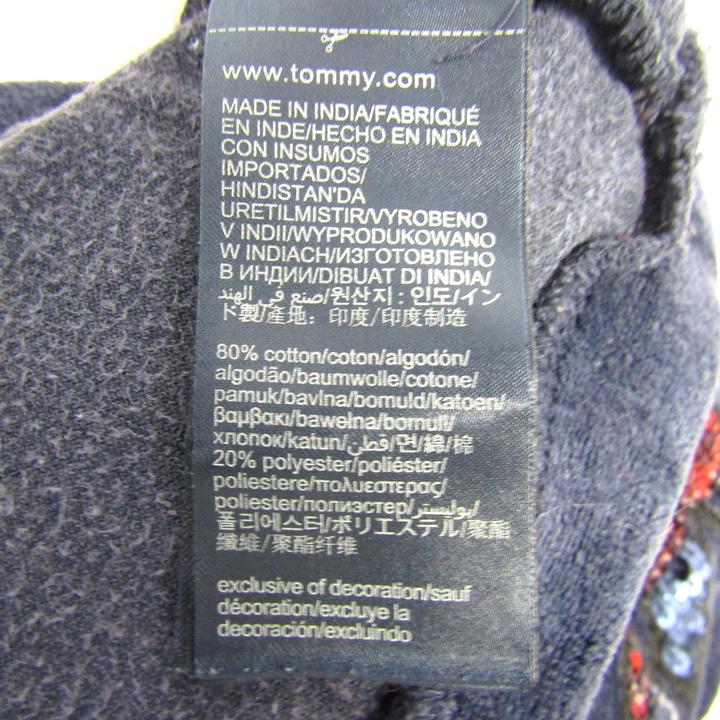 www.tommy.com
MADE IN INDIA/FABRIQUÉ
EN INDE/HECHO EN INDIA
CON INSUMOS
IMPORTADOS/
HINDISTAN'DA
URETILMISTIR/VYROBENO
V INDII/WYPRODUKOWANO
W INDIACH/ИЗГОТОВЛЕНО
В ИНДИИ/DIBUAT DI INDIA/
صنع في الهند/원산지 : 인도/イン
ド製/產地：印度/印度制造
80% cotton/coton/algodón/
algodão/baumwolle/cotone/
pamuk/bavlna/bomuld/katoen/
βαμβακι/bawełna/bomull/
хлопок/katun/قطن/면/綿/棉
20% polyester/poliéster/
poliestere/πολυεστερας/
poliester/полиэстер/بوليستر/
폴리에스터/ポリエステル/聚酯
纖維/聚酯纤维
exclusive of decoration/sauf
décoration/excluye la
decoración/excluindo